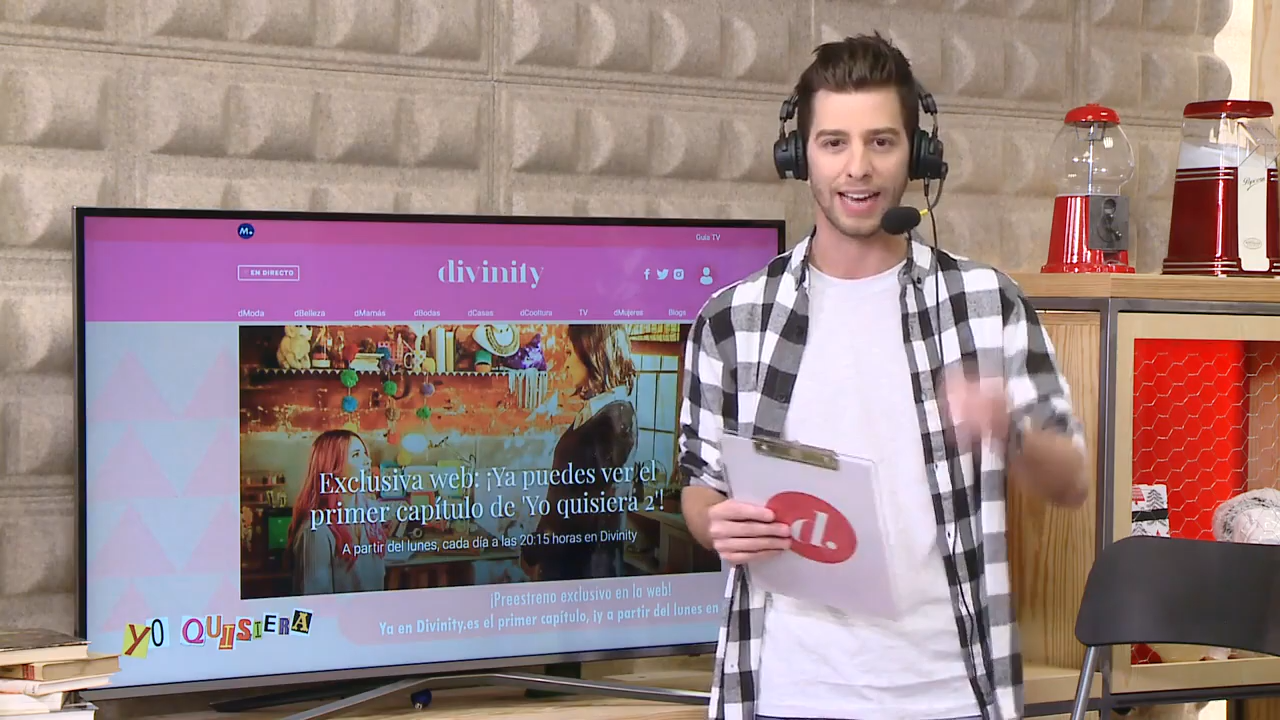 M.
Guía TV
EN DIRECTO
divinity
dModa dBelleza dMamás dBodas dCasas dCooltura TV dMujeres Blogs
Exclusiva web: ¡Ya puedes ver el
primer capítulo de 'Yo quisiera 2'!
A partir del lunes, cada día a las 20:15 horas en Divinity
¡Preestreno exclusivo en la web!
Ya en Divinity.es el primer capítulo, ¡y a partir del lunes en
YO QUISIERA
d.